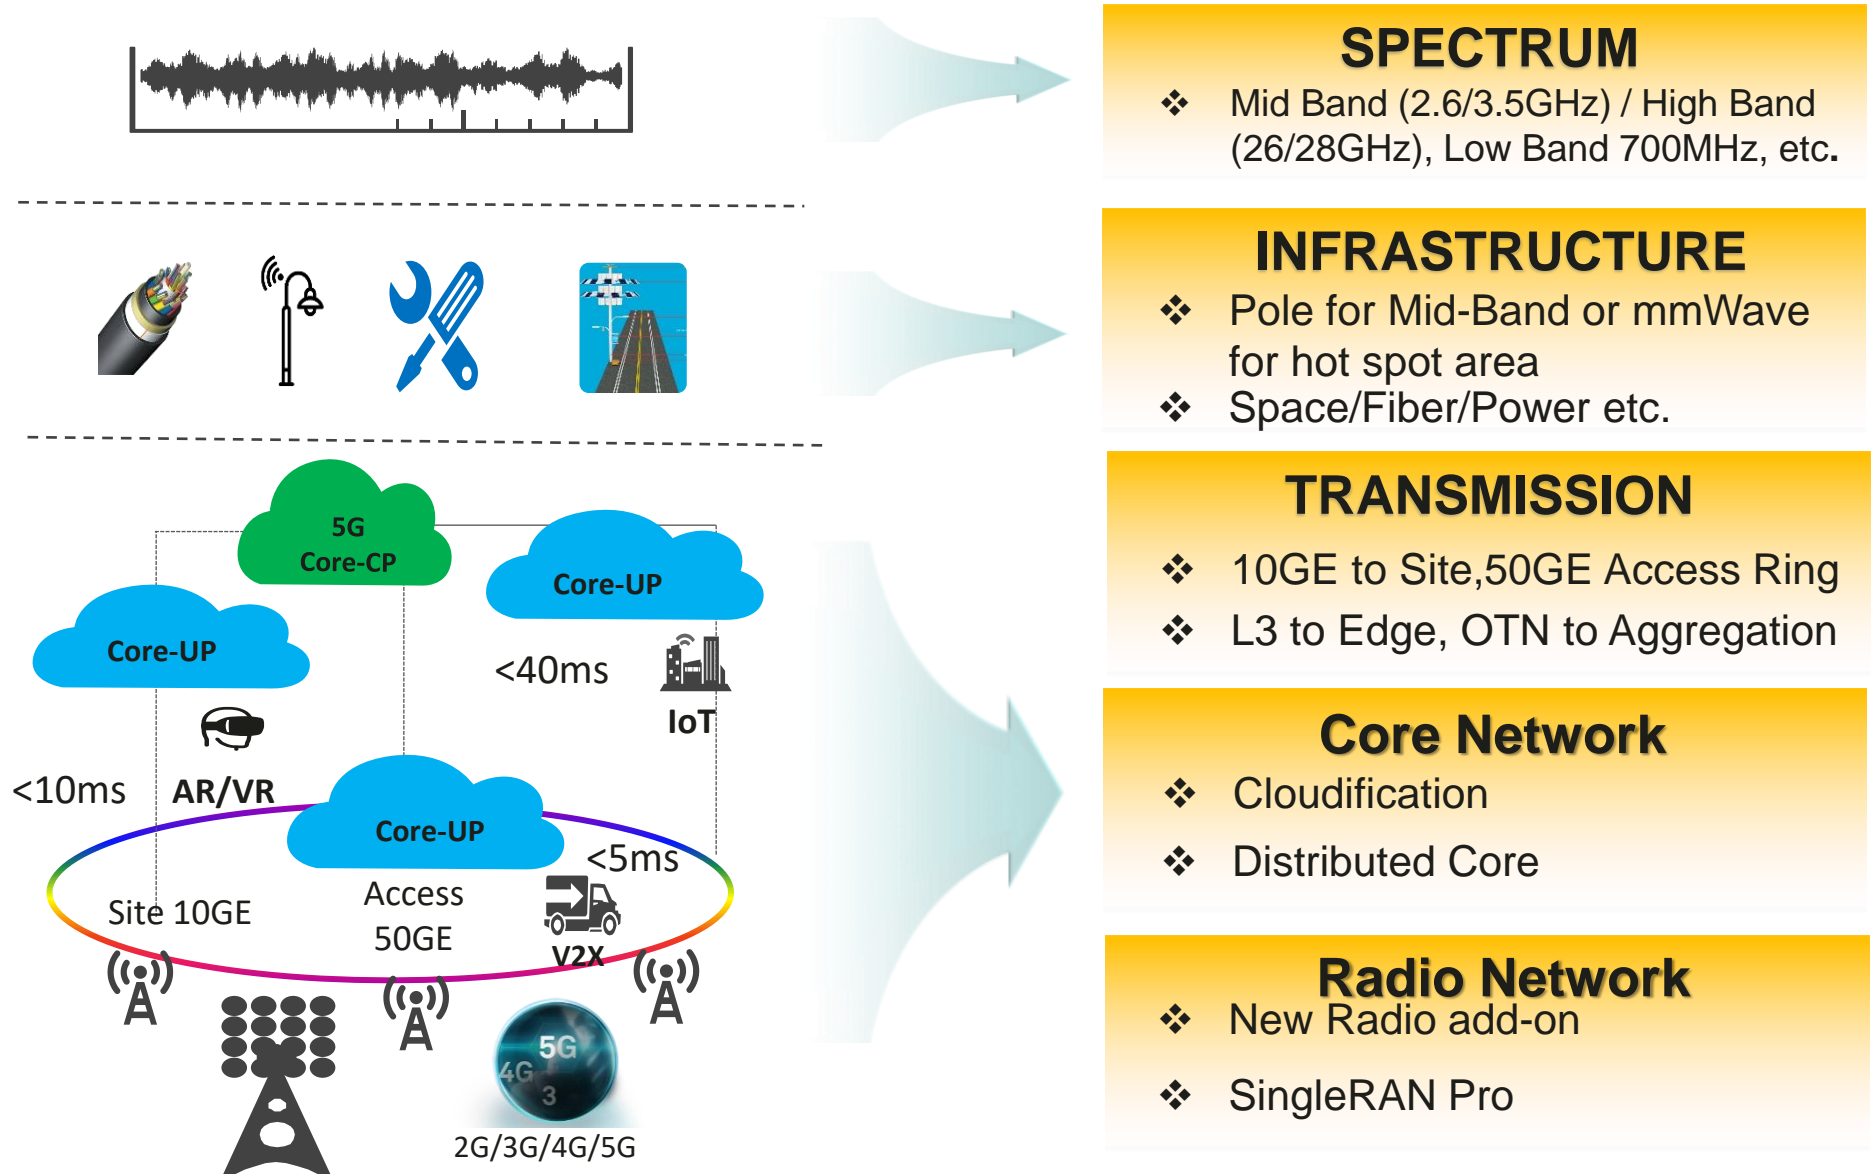 SPECTRUM
❖ Mid Band (2.6/3.5GHz) / High Band
(26/28GHz), Low Band 700MHz, etc.
INFRASTRUCTURE
❖ Pole for Mid-Band or mmWave
for hot spot area
❖ Space/Fiber/Power etc.
5G
Core-CP
Core-UP
Core-UP
<40ms
IoT
<10ms
AR/VR
Core-UP
<5ms
Site 10GE
Access
50GE
V2X
5G
4G
3
2G/3G/4G/5G
TRANSMISSION
❖ 10GE to Site,50GE Access Ring
❖ L3 to Edge, OTN to Aggregation
Core Network
❖ Cloudification
❖ Distributed Core
Radio Network
❖ New Radio add-on
❖ SingleRAN Pro